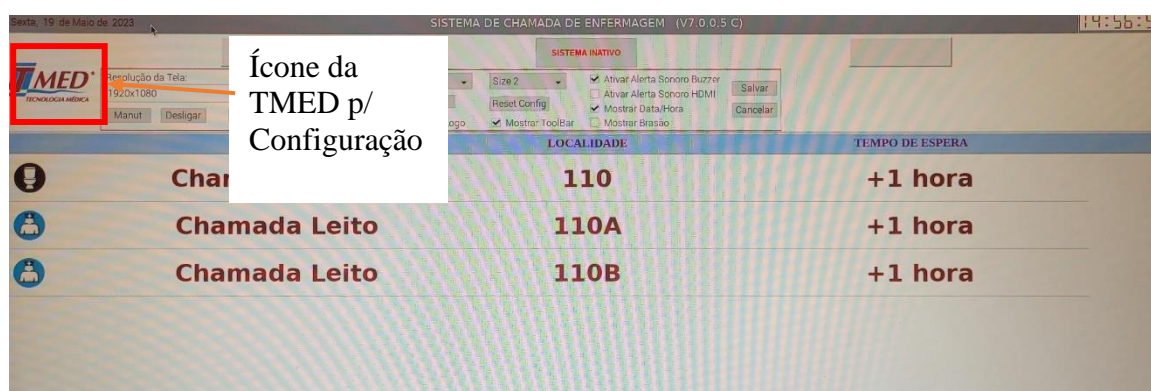 Sexta, 19 de Maio de 2023
SISTEMA DE CHAMADA DE ENFERMAGEM (V7.0.0.5 C)
14:56:5
SISTEMA INATIVO
TMED
TECNOLOGIA MÉDICA
Resolução da Tela:
1920x1080
Manut
Desligar
Ícone da
TMED p/
Configuração
Size 2
Reset Config
Mostrar ToolBar
Ativar Alerta Sonoro Buzzer
Ativar Alerta Sonoro HDMI
Mostrar Data/Hora
Mostrar Brasão
Salvar
Cancelar
LOCALIDADE
TEMPO DE ESPERA
110
+1 hora
Chamada Leito
110A
+1 hora
Chamada Leito
110B
+1 hora